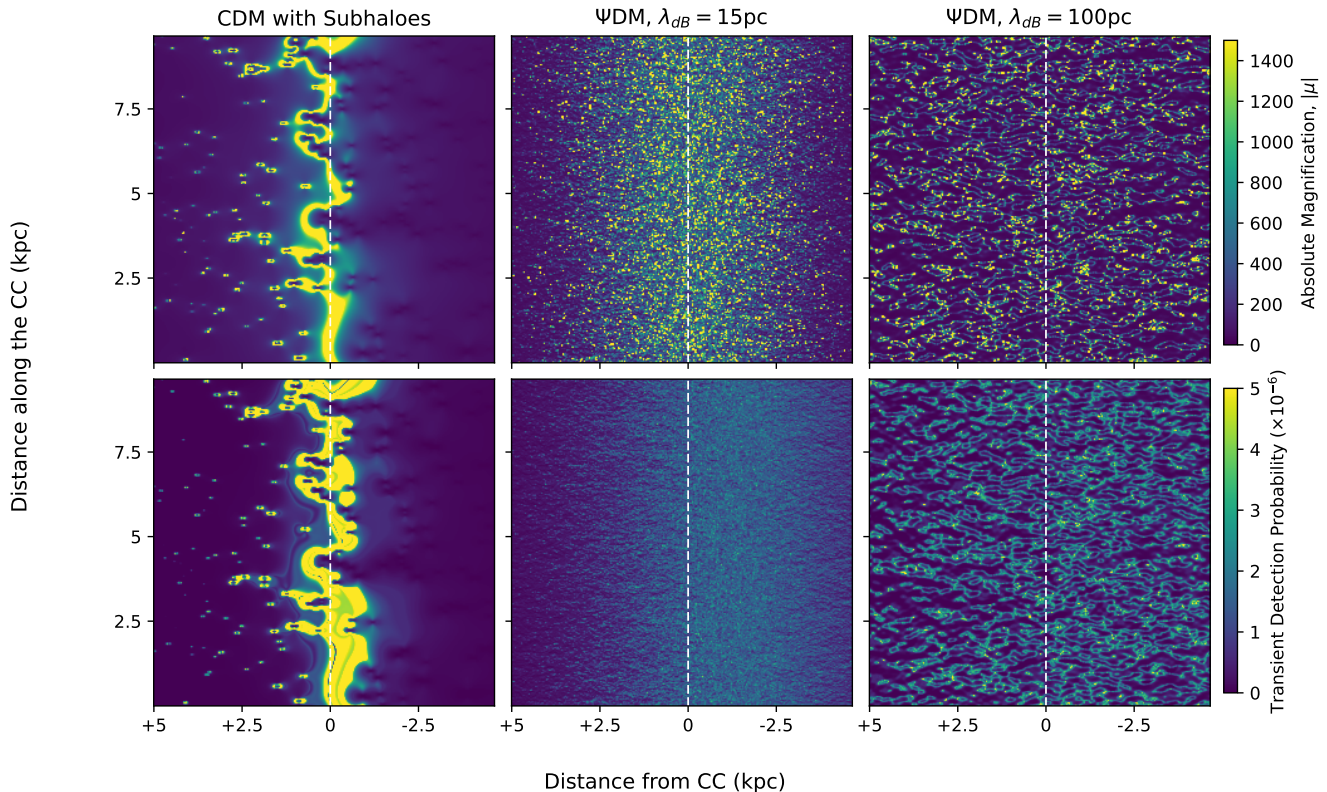 CDM with Subhaloes
ΨDM, λ_dB = 15pc
ΨDM, λ_dB = 100pc
7.5
5
2.5
1400
1200
1000
800
600
400
200
0
Absolute Magnification, |μ|
Distance along the CC (kpc)
7.5
5
2.5
5
4
3
2
1
0
Transient Detection Probability (×10⁻⁶)
+5 +2.5 0 -2.5
+5 +2.5 0 -2.5
+5 +2.5 0 -2.5
Distance from CC (kpc)